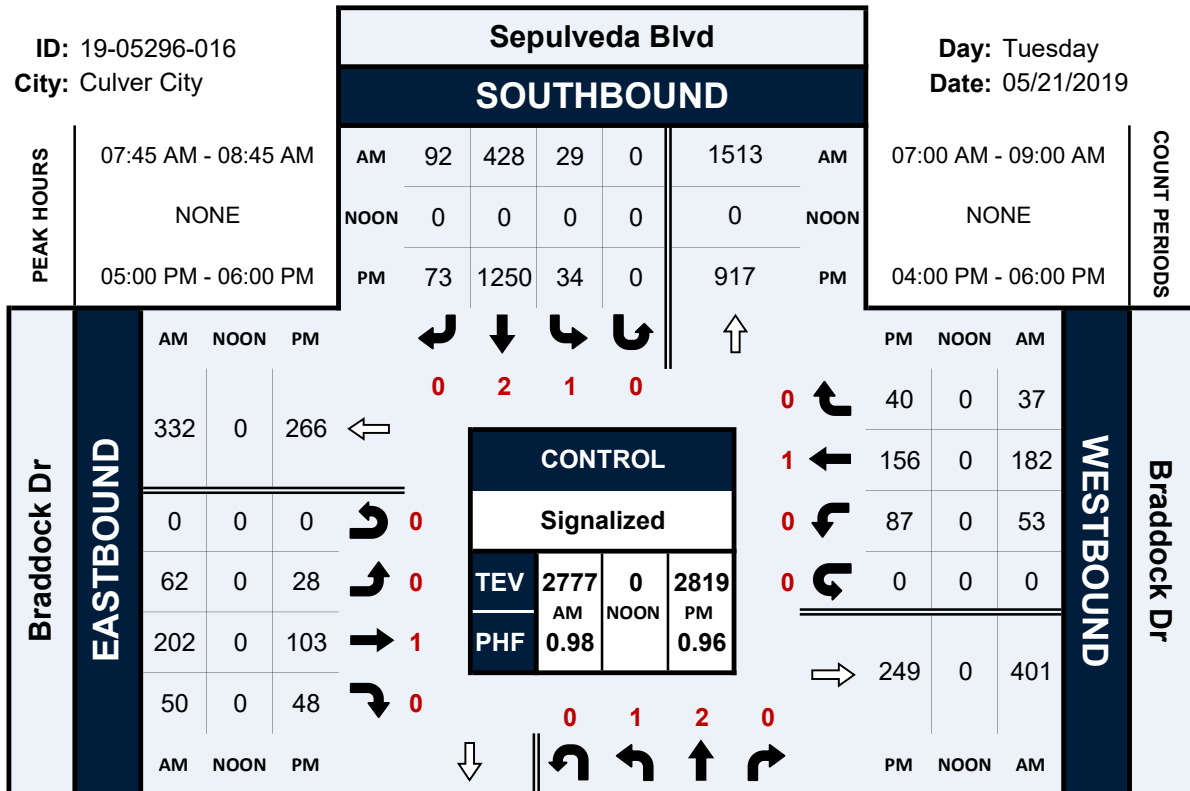 Sepulveda Blvd
SOUTHBOUND
ID: 19-05296-016
City: Culver City
Day: Tuesday
Date: 05/21/2019
PEAK HOURS
07:45 AM - 08:45 AM
NONE
05:00 PM - 06:00 PM
AM 92 428 29 0 1513 AM
NOON 0 0 0 0 0 NOON
PM 73 1250 34 0 917 PM
07:00 AM - 09:00 AM
NONE
04:00 PM - 06:00 PM
COUNT PERIODS
0 2 1 0
Braddock Dr
EASTBOUND
AM NOON PM
332 0 266
0 0 0 0
62 0 28 0
202 0 103 1
50 0 48 0
AM NOON PM
CONTROL
Signalized
TEV 2777 0 2819
AM NOON PM
PHF 0.98 0.96
PM NOON AM
0 40 0 37
1 156 0 182
0 87 0 53
0 0 0 0
249 0 401
PM NOON AM
WESTBOUND
Braddock Dr
0 1 2 0